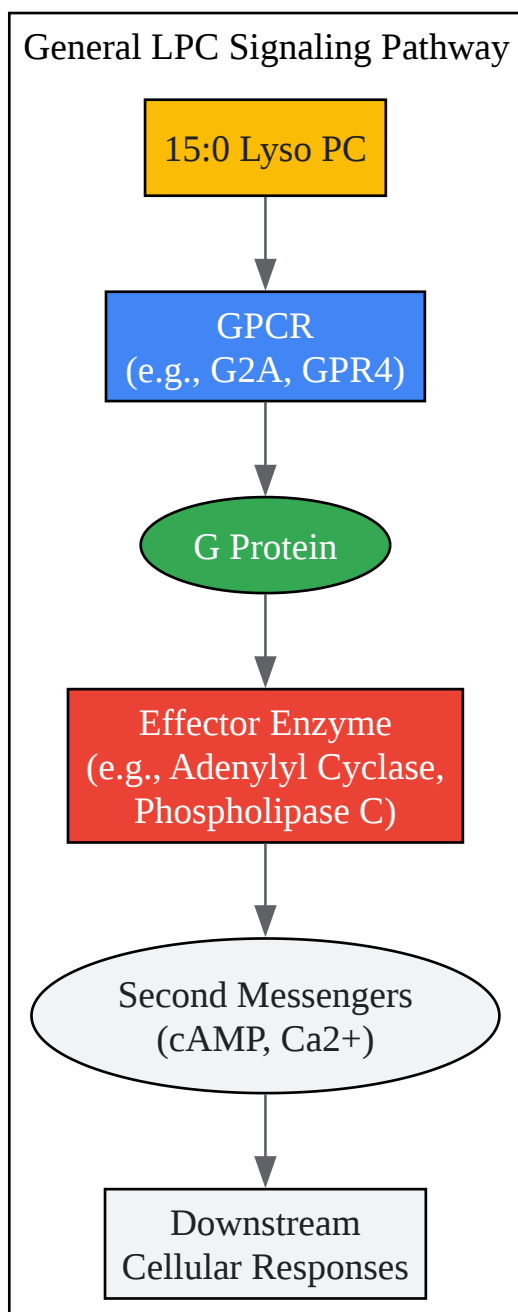 General LPC Signaling Pathway
15:0 Lyso PC
GPCR
(e.g., G2A, GPR4)
G Protein
Effector Enzyme
(e.g., Adenylyl Cyclase,
Phospholipase C)
Second Messengers
(cAMP, Ca2+)
Downstream
Cellular Responses